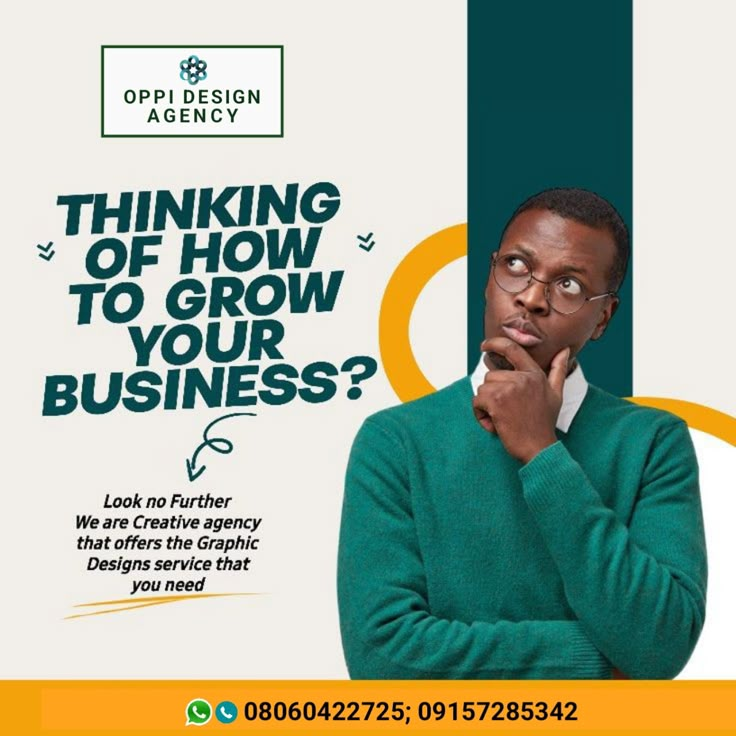 OPPI DESIGN
AGENCY
THINKING
OF HOW
TO GROW
YOUR
BUSINESS?
Look no Further
We are Creative agency
that offers the Graphic
Designs service that
you need
08060422725; 09157285342